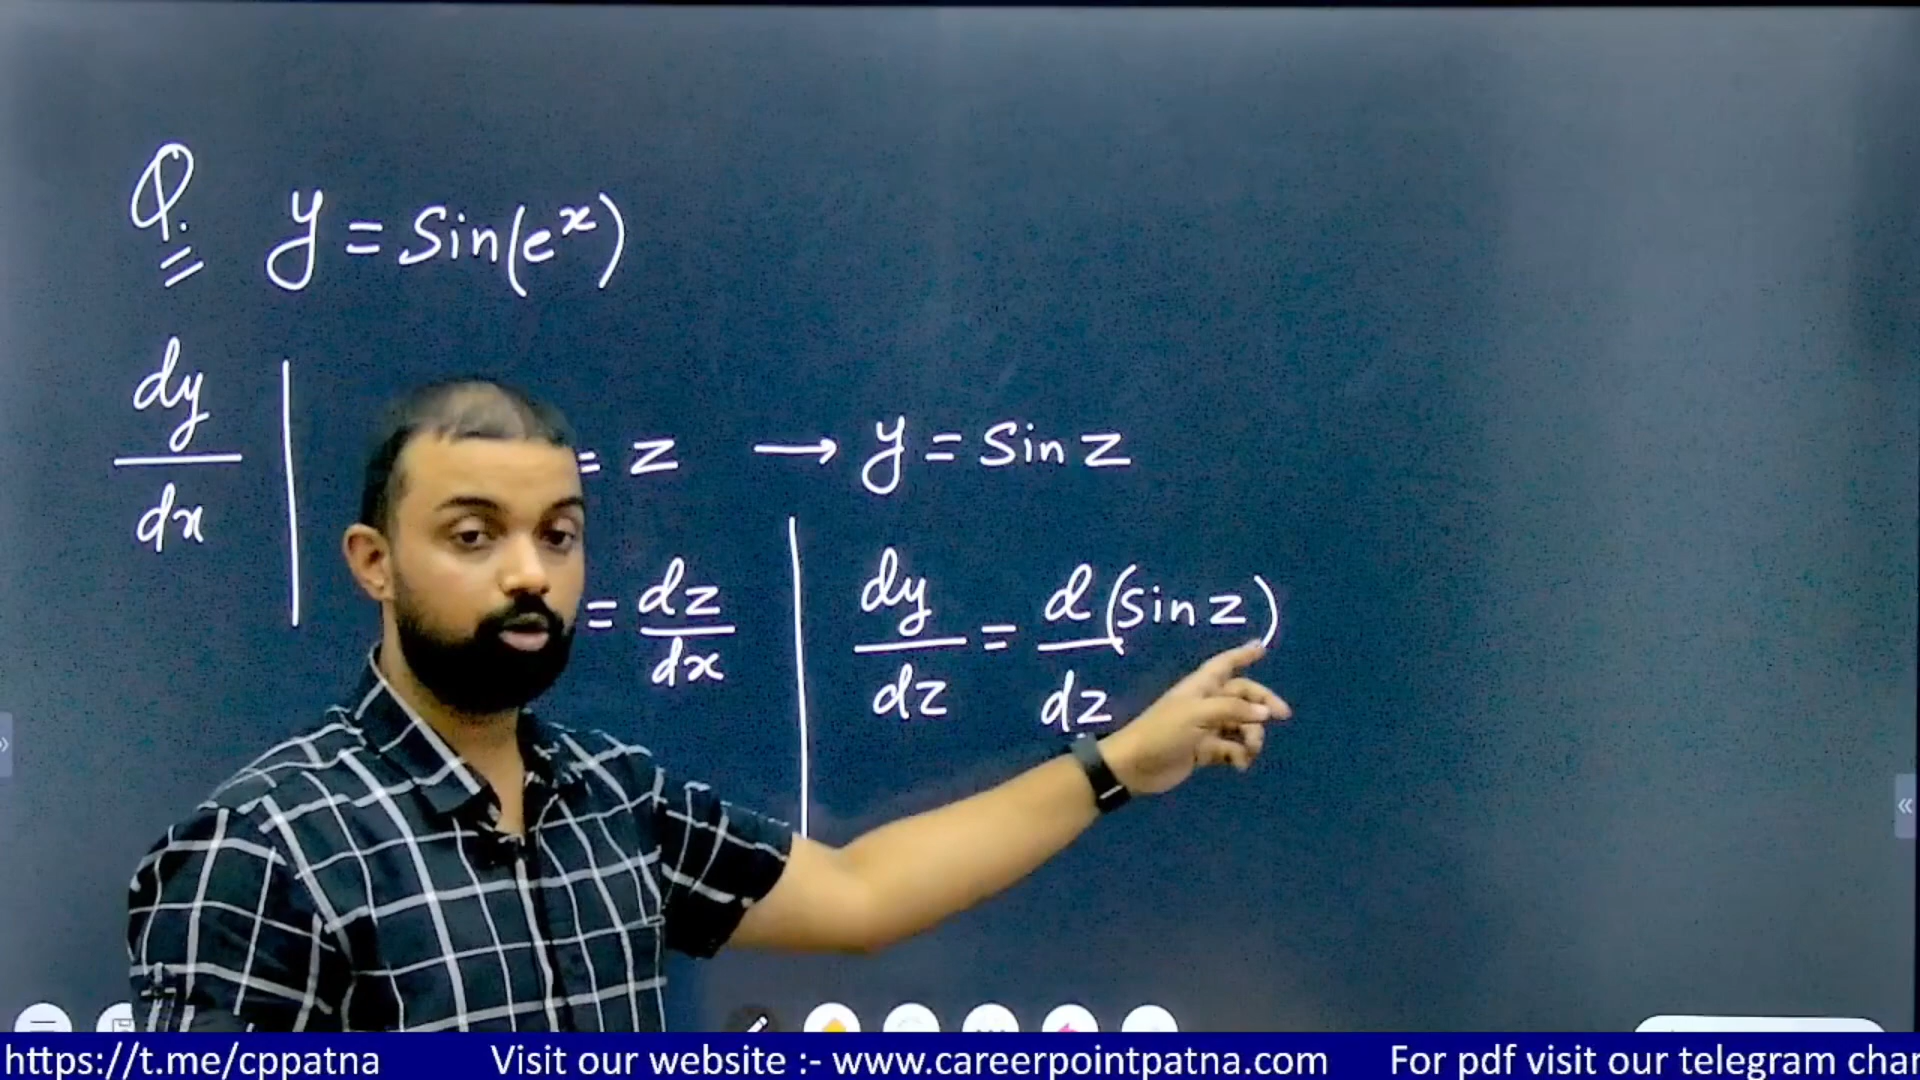 Q. y = Sin(e^x)
dy/dx
= z → y = Sin z
= dz/dx
dy/dz = d(Sin z)/dz
https://t.me/cppatna Visit our website :- www.careerpointpatna.com For pdf visit our telegram char